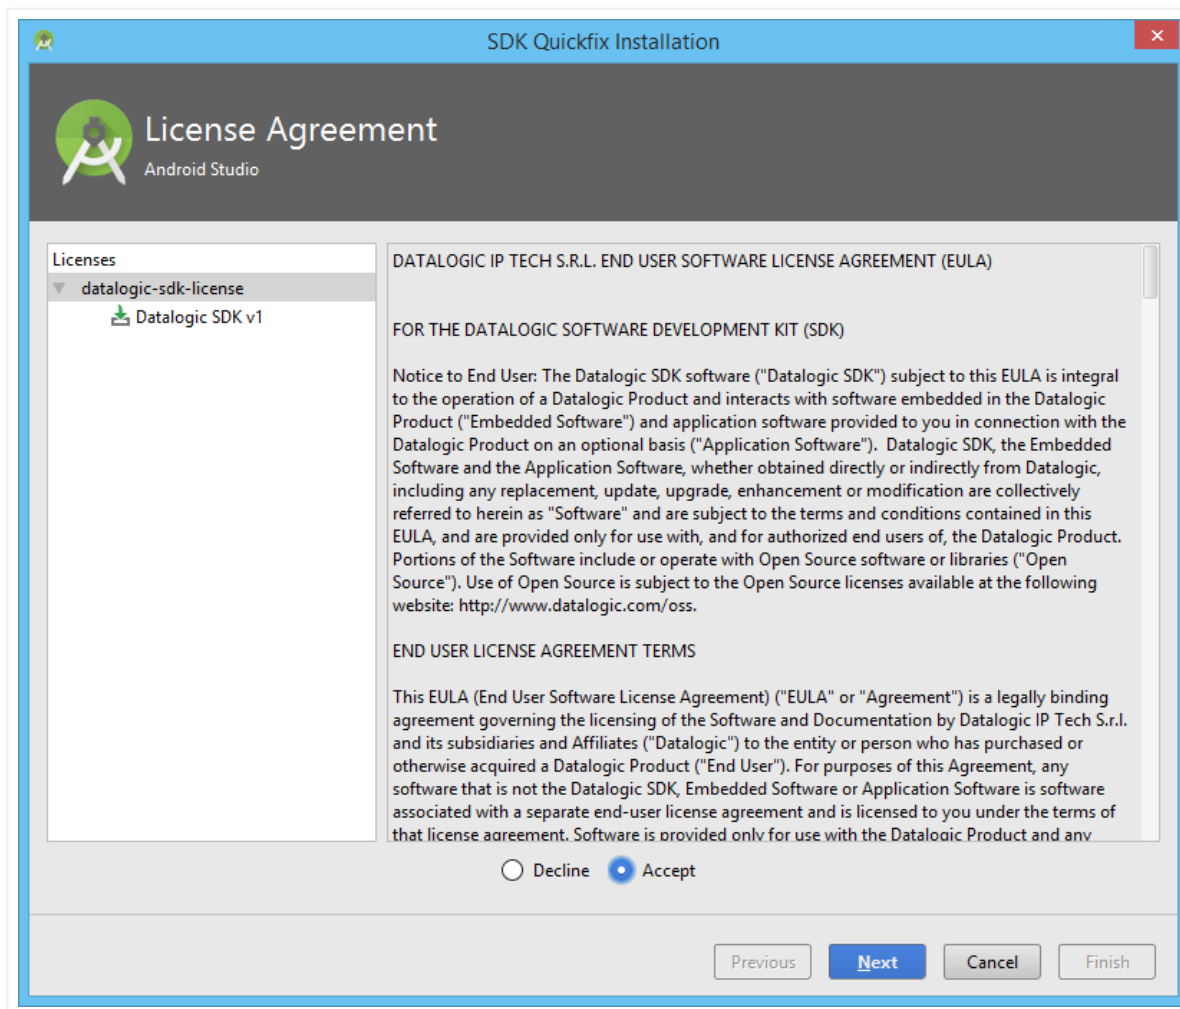 SDK Quickfix Installation
License Agreement
Android Studio
Licenses
datalogic-sdk-license
Datalogic SDK v1
DATALOGIC IP TECH S.R.L. END USER SOFTWARE LICENSE AGREEMENT (EULA)
FOR THE DATALOGIC SOFTWARE DEVELOPMENT KIT (SDK)
Notice to End User: The Datalogic SDK software ("Datalogic SDK") subject to this EULA is integral
to the operation of a Datalogic Product and interacts with software embedded in the Datalogic
Product ("Embedded Software") and application software provided to you in connection with the
Datalogic Product on an optional basis ("Application Software").  Datalogic SDK, the Embedded
Software and the Application Software, whether obtained directly or indirectly from Datalogic,
including any replacement, update, upgrade, enhancement or modification are collectively
referred to herein as "Software" and are subject to the terms and conditions contained in this
EULA, and are provided only for use with, and for authorized end users of, the Datalogic Product.
Portions of the Software include or operate with Open Source software or libraries ("Open
Source"). Use of Open Source is subject to the Open Source licenses available at the following
website: http://www.datalogic.com/oss.
END USER LICENSE AGREEMENT TERMS
This EULA (End User Software License Agreement) ("EULA" or "Agreement") is a legally binding
agreement governing the licensing of the Software and Documentation by Datalogic IP Tech S.r.l.
and its subsidiaries and Affiliates ("Datalogic") to the entity or person who has purchased or
otherwise acquired a Datalogic Product ("End User"). For purposes of this Agreement, any
software that is not the Datalogic SDK, Embedded Software or Application Software is software
associated with a separate end-user license agreement and is licensed to you under the terms of
that license agreement. Software is provided only for use with the Datalogic Product and any
Decline
Accept
Previous
Next
Cancel
Finish